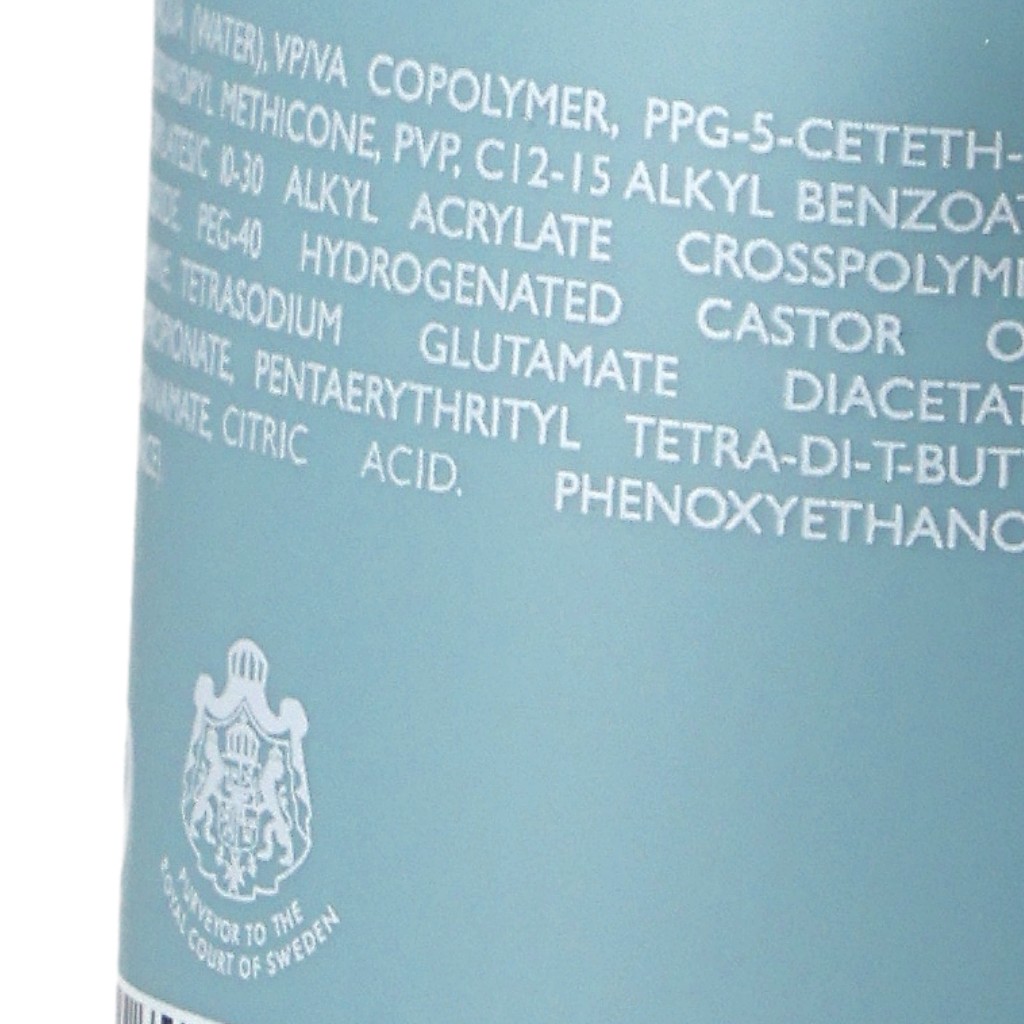 (WATER), VP/VA COPOLYMER, PPG-5-CETETH-
METHICONE, PVP, C12-15 ALKYL BENZOAT
10-30 ALKYL ACRYLATE CROSSPOLYM
PEG-40 HYDROGENATED CASTOR O
TETRASODIUM GLUTAMATE DIACETAT
PENTAERYTHRITYL TETRA-DI-T-BUT
CITRIC ACID. PHENOXYETHANO
PURVEYOR TO THE
ROYAL COURT OF SWEDEN